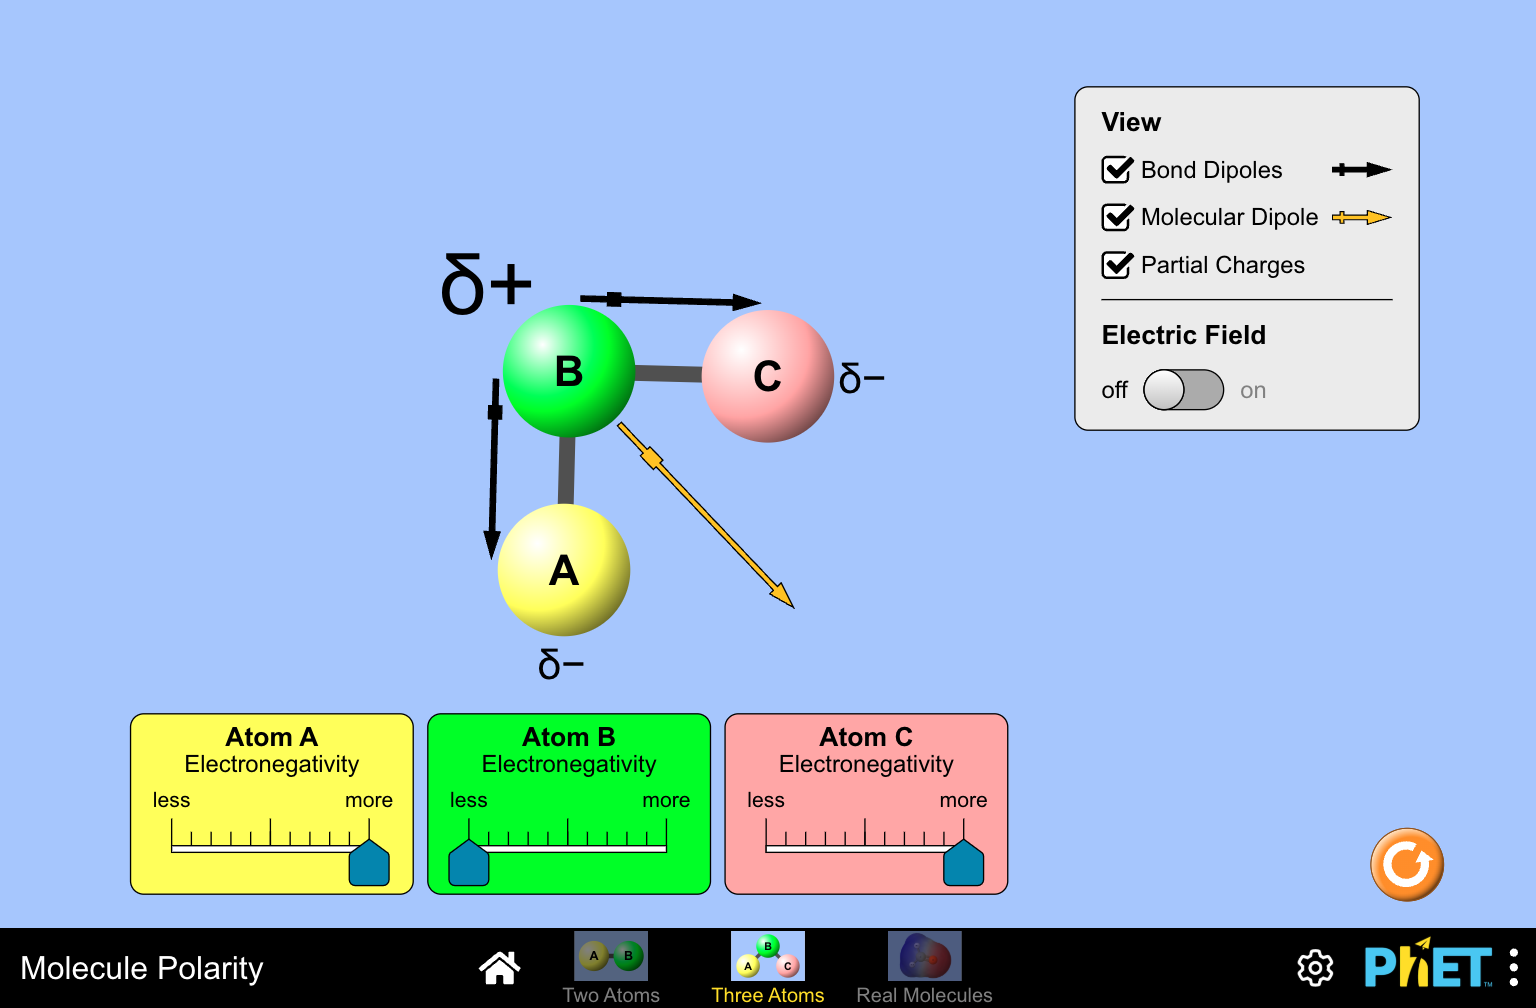 View
Bond Dipoles
Molecular Dipole
Partial Charges
Electric Field
off on
δ+
B
C
δ−
A
δ−
Atom A
Electronegativity
less more
Atom B
Electronegativity
less more
Atom C
Electronegativity
less more
Molecule Polarity
A B
Two Atoms
B
A C
Three Atoms
Real Molecules
PhET™